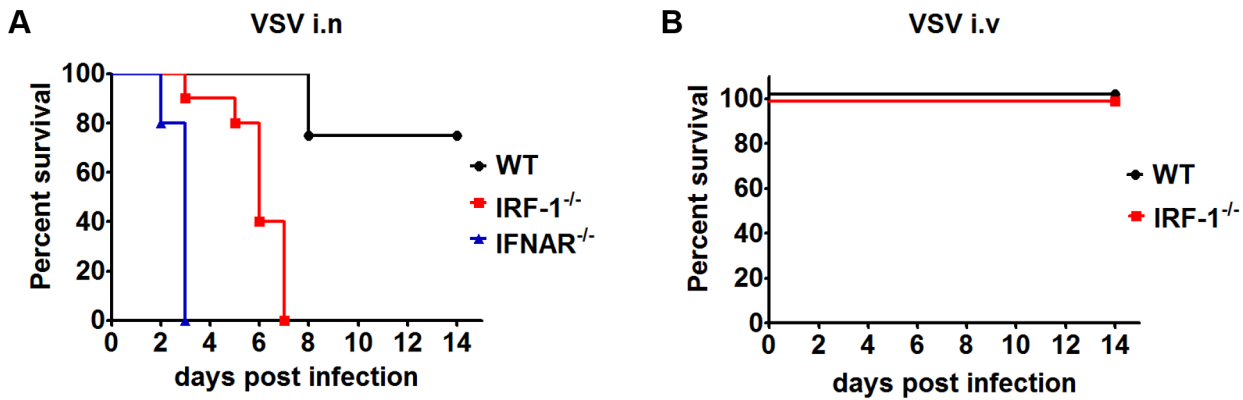 A
VSV i.n
Percent survival
100
80
60
40
20
0
0 2 4 6 8 10 12 14
days post infection
WT
IRF-1-/-
IFNAR-/-
B
VSV i.v
Percent survival
100
80
60
40
20
0
0 2 4 6 8 10 12 14
days post infection
WT
IRF-1-/-